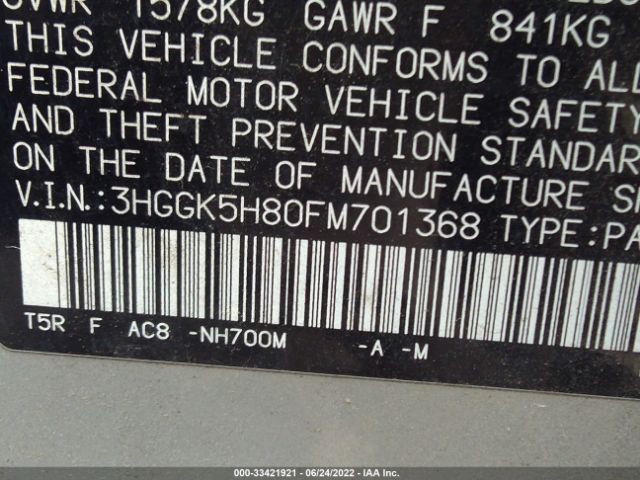 GVWR 1578KG GAWR F 841KG
THIS VEHICLE CONFORMS TO ALL
FEDERAL MOTOR VEHICLE SAFETY
AND THEFT PREVENTION STANDAR
ON THE DATE OF MANUFACTURE S
V.I.N.:3HGGK5H80FM701368 TYPE:PA
T5R F AC8 -NH700M -A -M
000-33421921 - 06/24/2022 - IAA Inc.